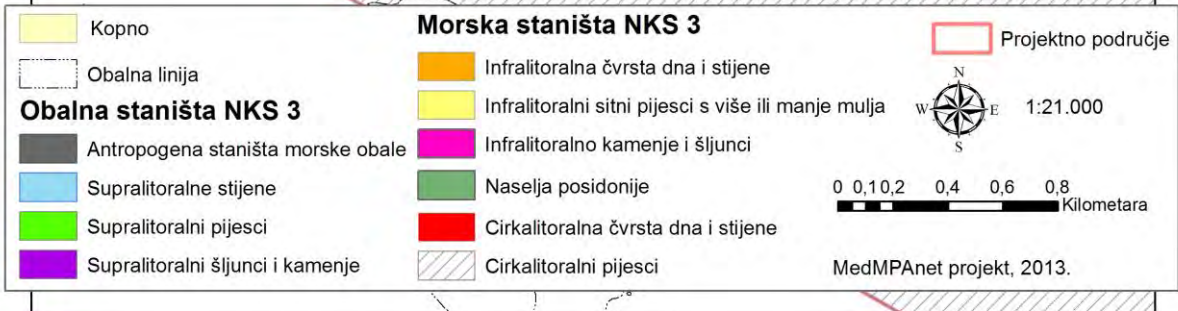 Kopno
Obalna linija
Obalna staništa NKS 3
Antropogena staništa morske obale
Supralitoralne stijene
Supralitoralni pijesci
Supralitoralni šljunci i kamenje
Morska staništa NKS 3
Infralitoralna čvrsta dna i stijene
Infralitoralni sitni pijesci s više ili manje mulja
Infralitoralno kamenje i šljunci
Naselja posidonije
Cirkalitoralna čvrsta dna i stijene
Cirkalitoralni pijesci
Projektno područje
N
W E
S
1:21.000
0 0,1 0,2 0,4 0,6 0,8
Kilometara
MedMPAnet projekt, 2013.